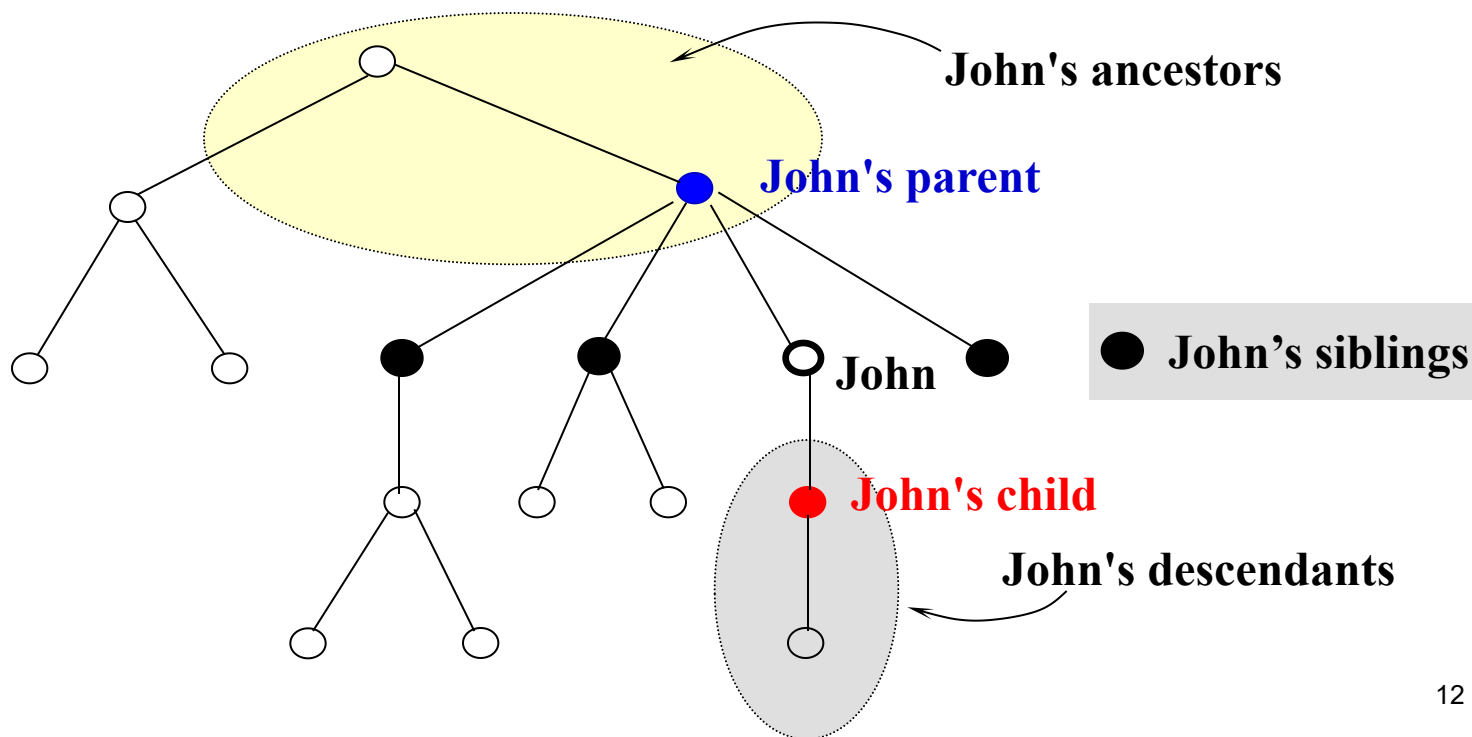 John's ancestors
John's parent
John
John’s siblings
John's child
John's descendants
12